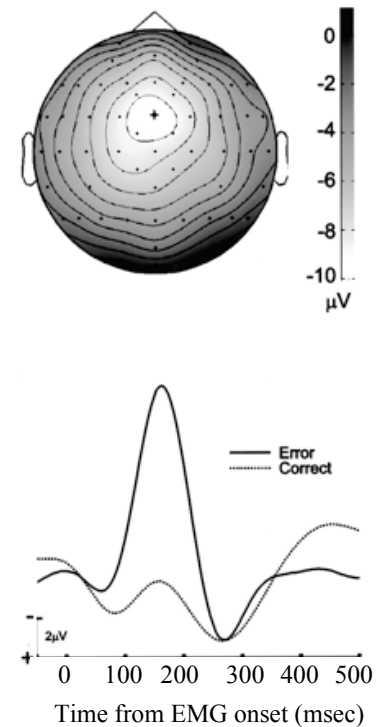 0
-2
-4
-6
-8
-10
μV
Error
Correct
-
2μV
+
0 100 200 300 400 500
Time from EMG onset (msec)